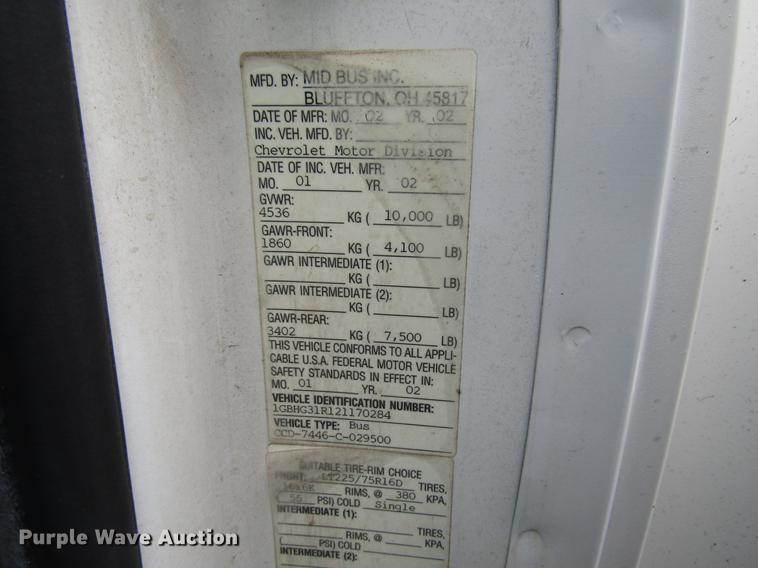 MFD. BY: MID BUS INC.
BLUFFTON, OH 45817
DATE OF MFR: MO. 02 YR. 02
INC. VEH. MFD. BY:
Chevrolet Motor Division
DATE OF INC. VEH. MFR:
MO. 01 YR. 02
GVWR:
4536 KG ( 10,000 LB)
GAWR-FRONT:
1860 KG ( 4,100 LB)
GAWR INTERMEDIATE (1):
KG ( LB)
GAWR INTERMEDIATE (2):
KG ( LB)
GAWR-REAR:
3402 KG ( 7,500 LB)
THIS VEHICLE CONFORMS TO ALL APPLI-
CABLE U.S.A. FEDERAL MOTOR VEHICLE
SAFETY STANDARDS IN EFFECT IN:
MO. 01 YR. 02
VEHICLE IDENTIFICATION NUMBER:
1GBHG31R121170284
VEHICLE TYPE: Bus
CCD-7446-C-029500
SUITABLE TIRE-RIM CHOICE
FRONT: LT225/75R16D TIRES,
16x6K RIMS, @ 380 KPA,
( 55 PSI) COLD Single
INTERMEDIATE (1):
TIRES,
RIMS, @ KPA,
( PSI) COLD
INTERMEDIATE (2):
Purple Wave Auction